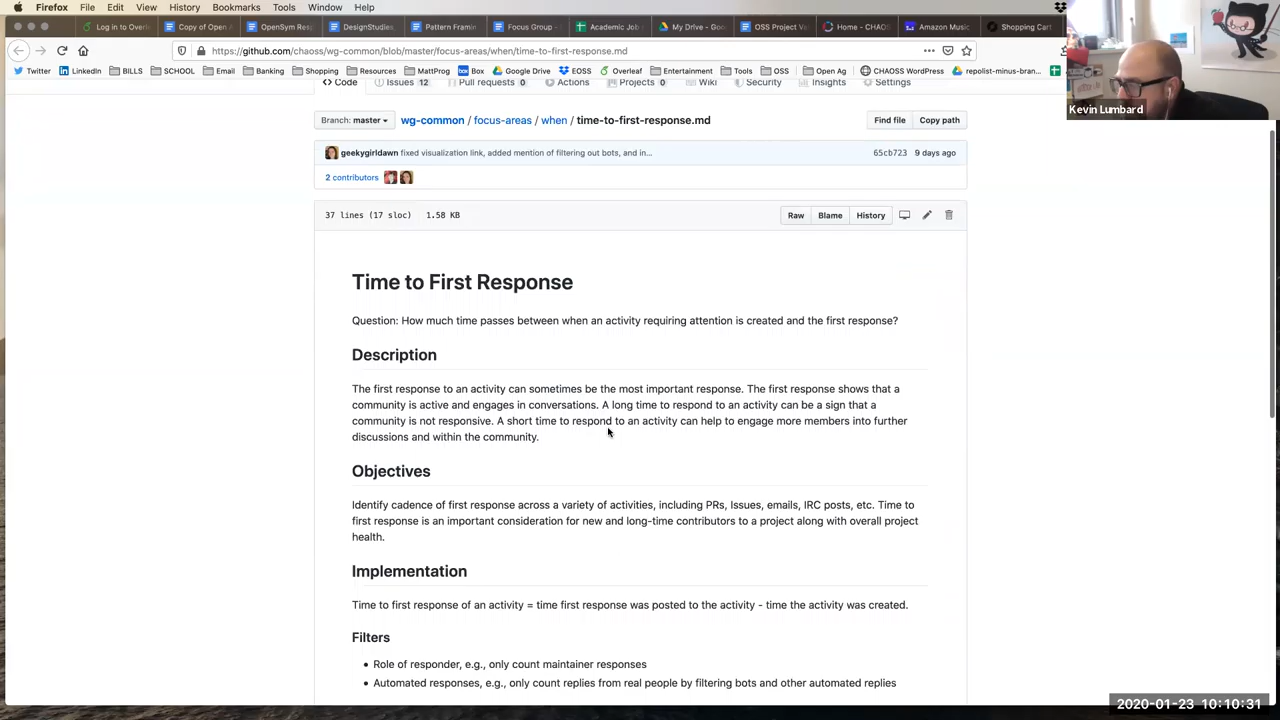 Firefox File Edit View History Bookmarks Tools Window Help
Log in to Overl Copy of Open A OpenSym Res DesignStudies Pattern Framin Focus Group - Academic Job My Drive - Goo OSS Project Va Home - CHAOSS Amazon Music Shopping Cart
https://github.com/chaoss/wg-common/blob/master/focus-areas/when/time-to-first-response.md
Twitter LinkedIn BILLS SCHOOL Email Banking Shopping Resources MattProg Box Google Drive EOSS Overleaf Entertainment Tools OSS Open Ag CHAOSS WordPress repolist-minus-bran...
Code Issues 12 Pull requests 0 Actions Projects 0 Wiki Security Insights Settings
Kevin Lumbard
Branch: master wg-common / focus-areas / when / time-to-first-response.md Find file Copy path
geekygirldawn fixed visualization link, added mention of filtering out bots, and in... 65cb723 9 days ago
2 contributors
37 lines (17 sloc) 1.58 KB Raw Blame History
Time to First Response
Question: How much time passes between when an activity requiring attention is created and the first response?
Description
The first response to an activity can sometimes be the most important response. The first response shows that a
community is active and engages in conversations. A long time to respond to an activity can be a sign that a
community is not responsive. A short time to respond to an activity can help to engage more members into further
discussions and within the community.
Objectives
Identify cadence of first response across a variety of activities, including PRs, Issues, emails, IRC posts, etc. Time to
first response is an important consideration for new and long-time contributors to a project along with overall project
health.
Implementation
Time to first response of an activity = time first response was posted to the activity - time the activity was created.
Filters
• Role of responder, e.g., only count maintainer responses
• Automated responses, e.g., only count replies from real people by filtering bots and other automated replies
2020-01-23 10:10:31